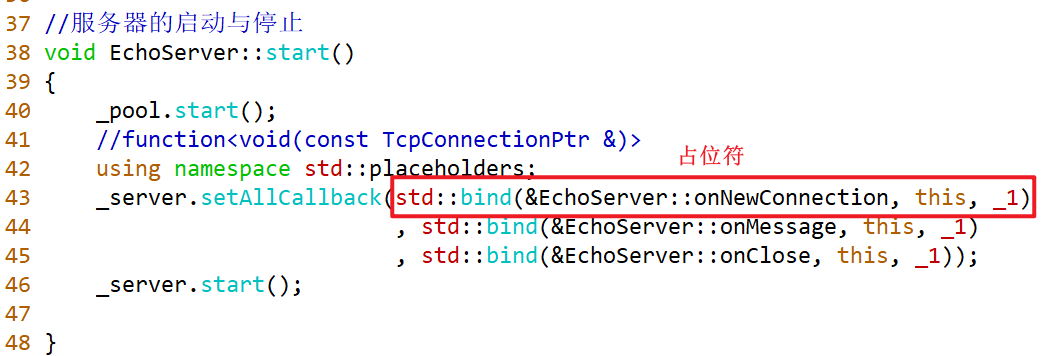 37 //服务器的启动与停止
38 void EchoServer::start()
39 {
40     _pool.start();
41     //function<void(const TcpConnectionPtr &)>
占位符
42     using namespace std::placeholders;
43     _server.setAllCallback(std::bind(&EchoServer::onNewConnection, this, _1)
44                            , std::bind(&EchoServer::onMessage, this, _1)
45                            , std::bind(&EchoServer::onClose, this, _1));
46     _server.start();
47
48 }